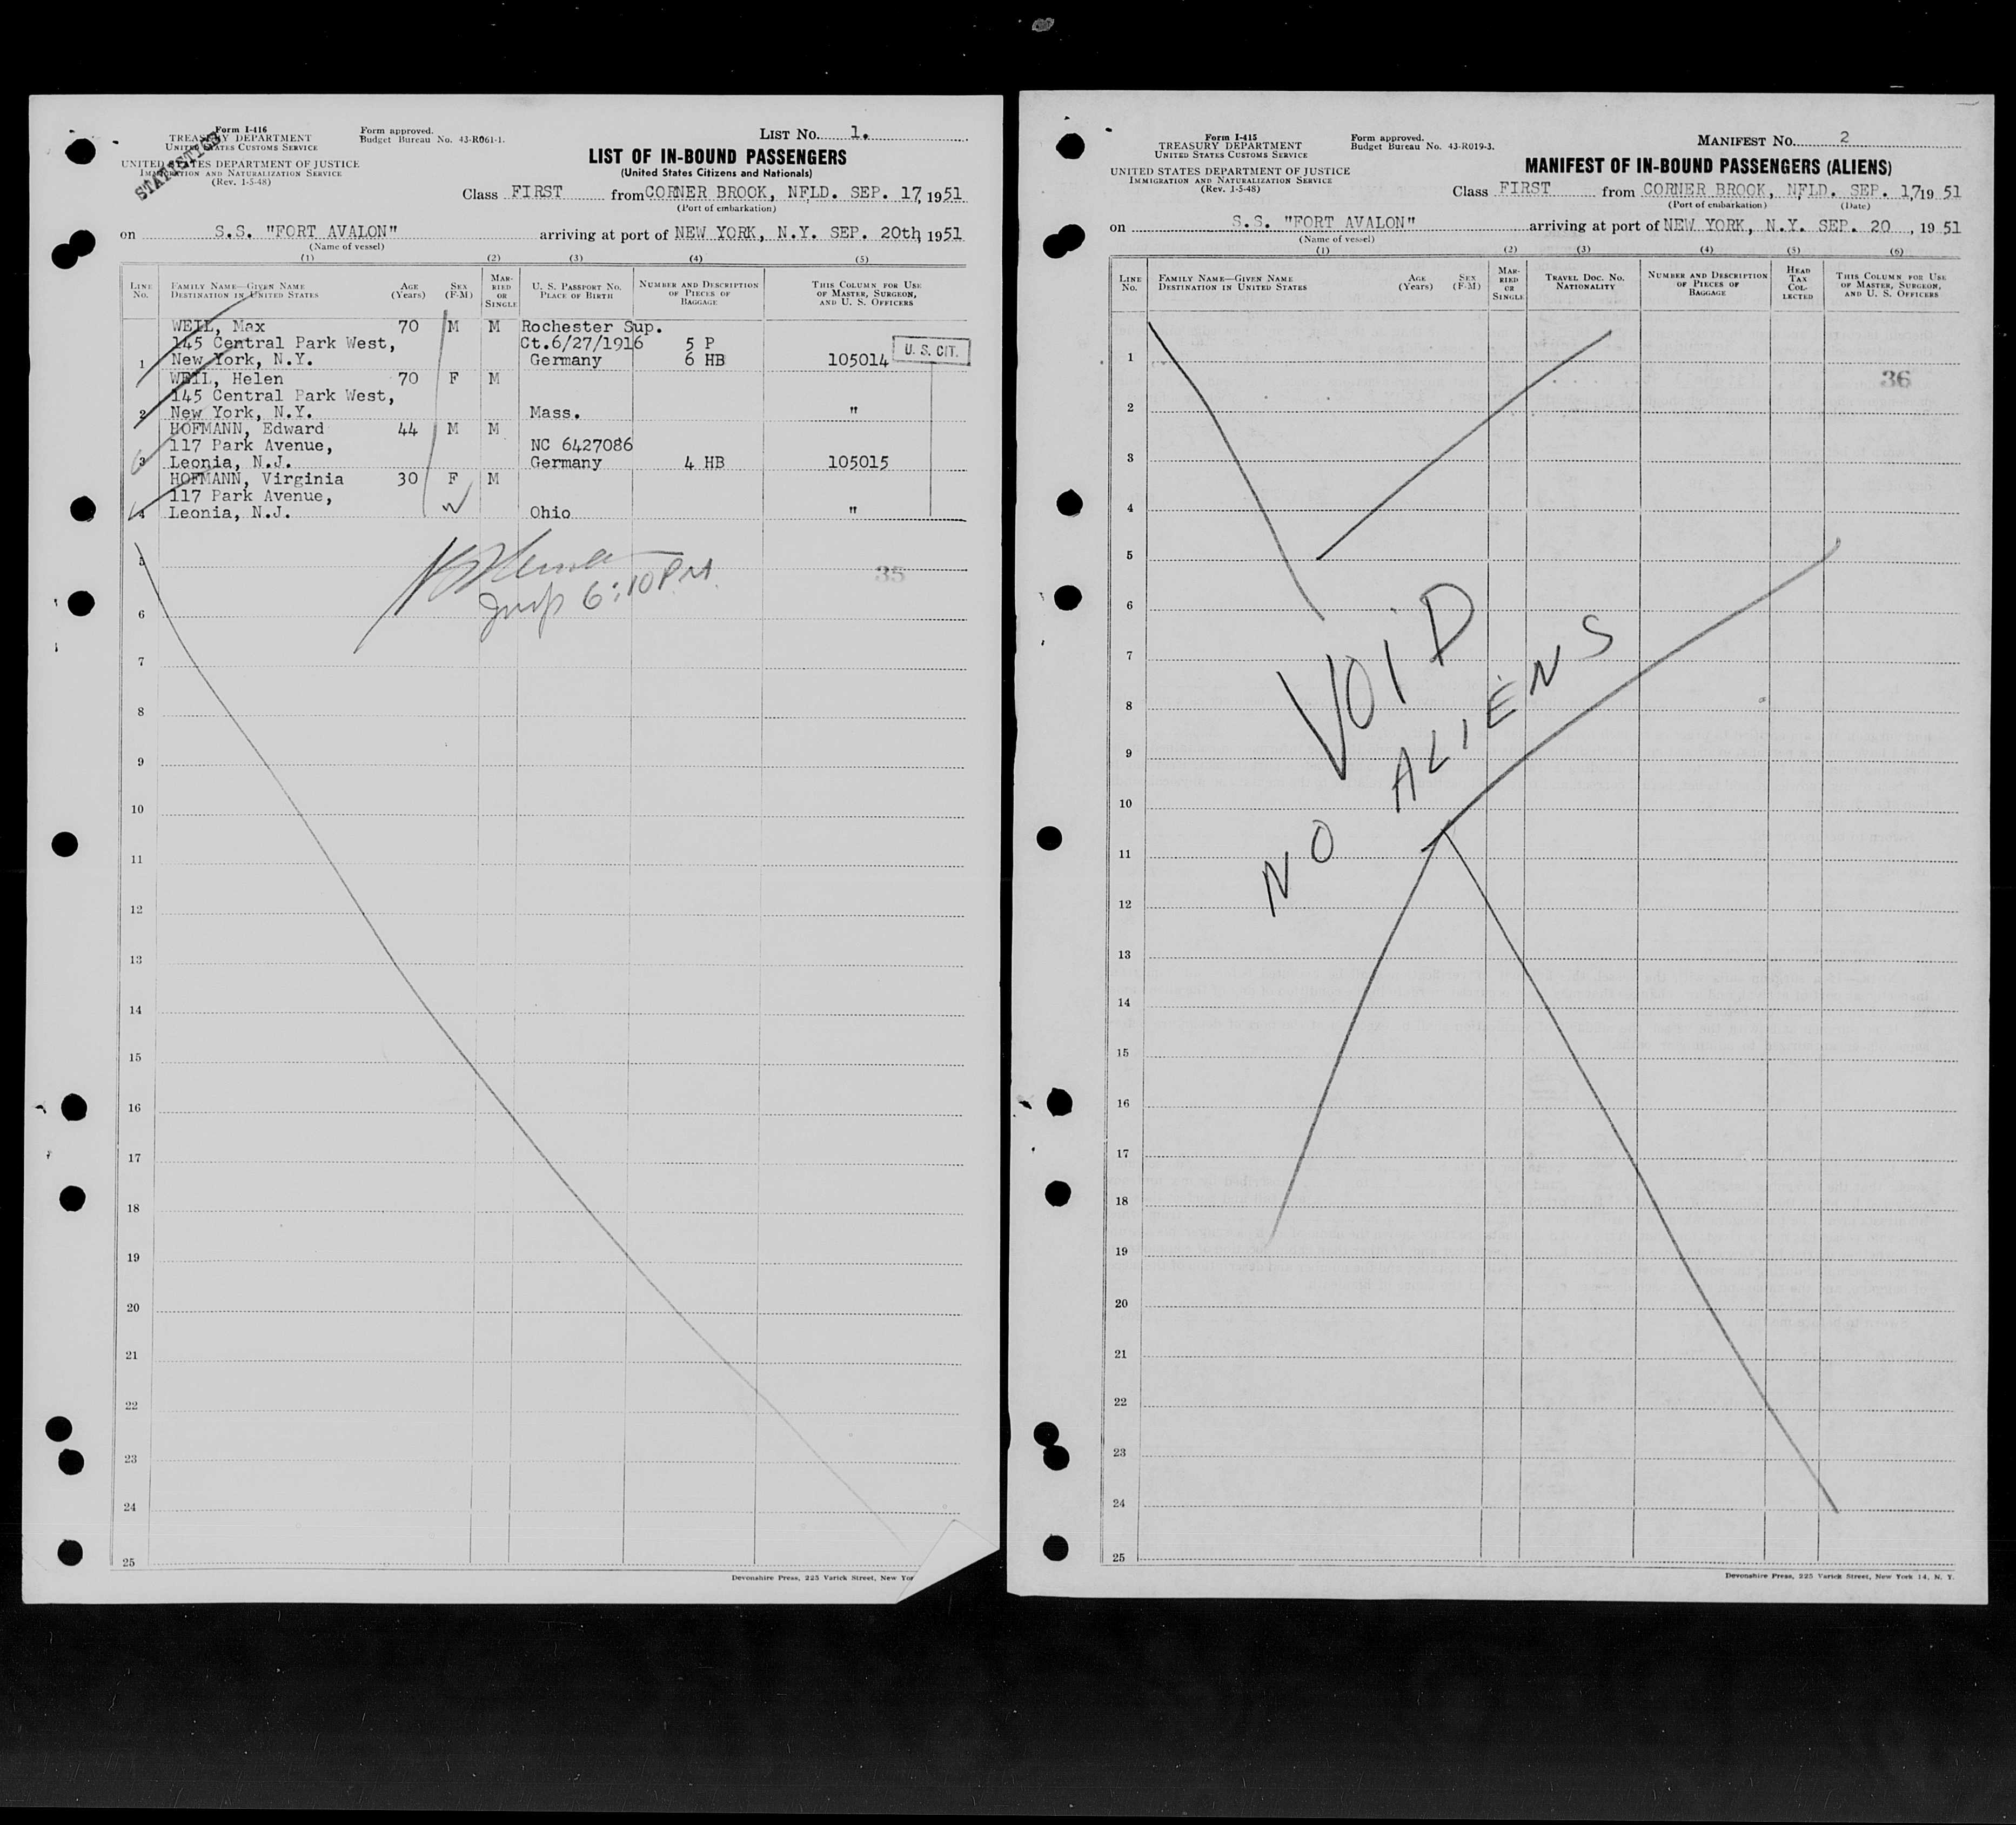 STATISTICS
Form I-416
TREASURY DEPARTMENT
UNITED STATES CUSTOMS SERVICE
UNITED STATES DEPARTMENT OF JUSTICE
IMMIGRATION AND NATURALIZATION SERVICE
(Rev. 1-5-48)
Form approved.
Budget Bureau No. 43-R061-1.
LIST NO. 1.
LIST OF IN-BOUND PASSENGERS
(United States Citizens and Nationals)
Class FIRST from CORNER BROOK, NFLD. SEP. 17, 1951
(Port of embarkation)
on S.S. "FORT AVALON" arriving at port of NEW YORK, N.Y. SEP. 20th, 1951
(Name of vessel)
(1) (2) (3) (4) (5)
LINE NO. FAMILY NAME—GIVEN NAME DESTINATION IN UNITED STATES AGE (Years) SEX (F-M) MARRIED OR SINGLE U. S. PASSPORT NO. PLACE OF BIRTH NUMBER AND DESCRIPTION OF PIECES OF BAGGAGE THIS COLUMN FOR USE OF MASTER, SURGEON, AND U. S. OFFICERS
WEIL, Max 70 M M Rochester Sup.
145 Central Park West, Ct.6/27/1916 5 P
1 New York, N.Y. Germany 6 HB 105014 U. S. CIT.
WEIL, Helen 70 F M
145 Central Park West,
2 New York, N.Y. Mass. "
HOFMANN, Edward 44 M M
117 Park Avenue, NC 6427086
3 Leonia, N.J. Germany 4 HB 105015
HOFMANN, Virginia 30 F M
117 Park Avenue,
4 Leonia, N.J. Ohio "
5
35
6:10 P.M.
6
7
8
9
10
11
12
13
14
15
16
17
18
19
20
21
22
23
24
25
Devonshire Press, 225 Varick Street, New Yor
Form I-415
TREASURY DEPARTMENT
UNITED STATES CUSTOMS SERVICE
UNITED STATES DEPARTMENT OF JUSTICE
IMMIGRATION AND NATURALIZATION SERVICE
(Rev. 1-5-48)
Form approved.
Budget Bureau No. 43-R019-3.
MANIFEST NO. 2
MANIFEST OF IN-BOUND PASSENGERS (ALIENS)
Class FIRST from CORNER BROOK, NFLD. SEP. 17, 1951
(Port of embarkation) (Date)
on S.S. "FORT AVALON" arriving at port of NEW YORK, N.Y. SEP. 20, 1951
(Name of vessel)
(1) (2) (3) (4) (5) (6)
LINE NO. FAMILY NAME—GIVEN NAME DESTINATION IN UNITED STATES AGE (Years) SEX (F-M) MARRIED OR SINGLE TRAVEL DOC. NO. NATIONALITY NUMBER AND DESCRIPTION OF PIECES OF BAGGAGE HEAD TAX COLLECTED THIS COLUMN FOR USE OF MASTER, SURGEON, AND U. S. OFFICERS
1
36
2
3
4
5
6
7
8
9
10
11
12
VOID
NO ALIENS
13
14
15
16
17
18
19
20
21
22
23
24
25
Devonshire Press, 225 Varick Street, New York 14, N. Y.